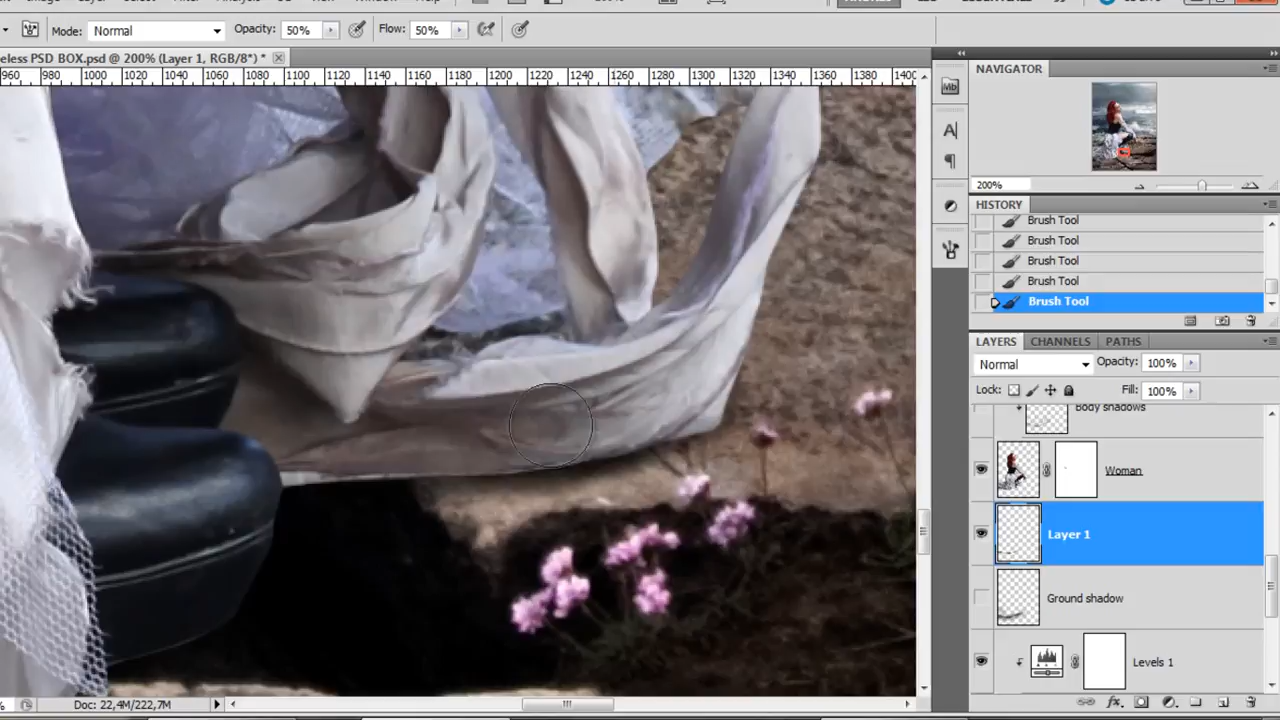 Mode: Normal Opacity: 50% Flow: 50%
eless PSD BOX.psd @ 200% (Layer 1, RGB/8*) *
960 980 1000 1020 1040 1060 1080 1100 1120 1140 1160 1180 1200 1220 1240 1260 1280 1300 1320 1340 1360 1380 1400
NAVIGATOR
200%
HISTORY
Brush Tool
Brush Tool
Brush Tool
Brush Tool
Brush Tool
LAYERS CHANNELS PATHS
Normal Opacity: 100%
Lock: Fill: 100%
Body shadows
Woman
Layer 1
Ground shadow
Levels 1
Doc: 22,4M/222,7M
Mb
A